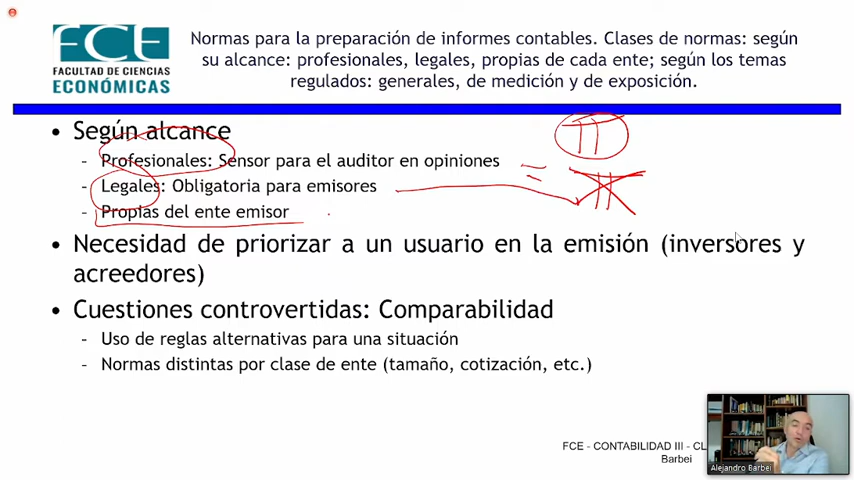 FCE
FACULTAD DE CIENCIAS
ECONÓMICAS
Normas para la preparación de informes contables. Clases de normas: según
su alcance: profesionales, legales, propias de cada ente; según los temas
regulados: generales, de medición y de exposición.
• Según alcance
- Profesionales: Sensor para el auditor en opiniones
- Legales: Obligatoria para emisores
- Propias del ente emisor
• Necesidad de priorizar a un usuario en la emisión (inversores y
acreedores)
• Cuestiones controvertidas: Comparabilidad
- Uso de reglas alternativas para una situación
- Normas distintas por clase de ente (tamaño, cotización, etc.)
FCE - CONTABILIDAD III - CL
Barbei
Alejandro Barbei